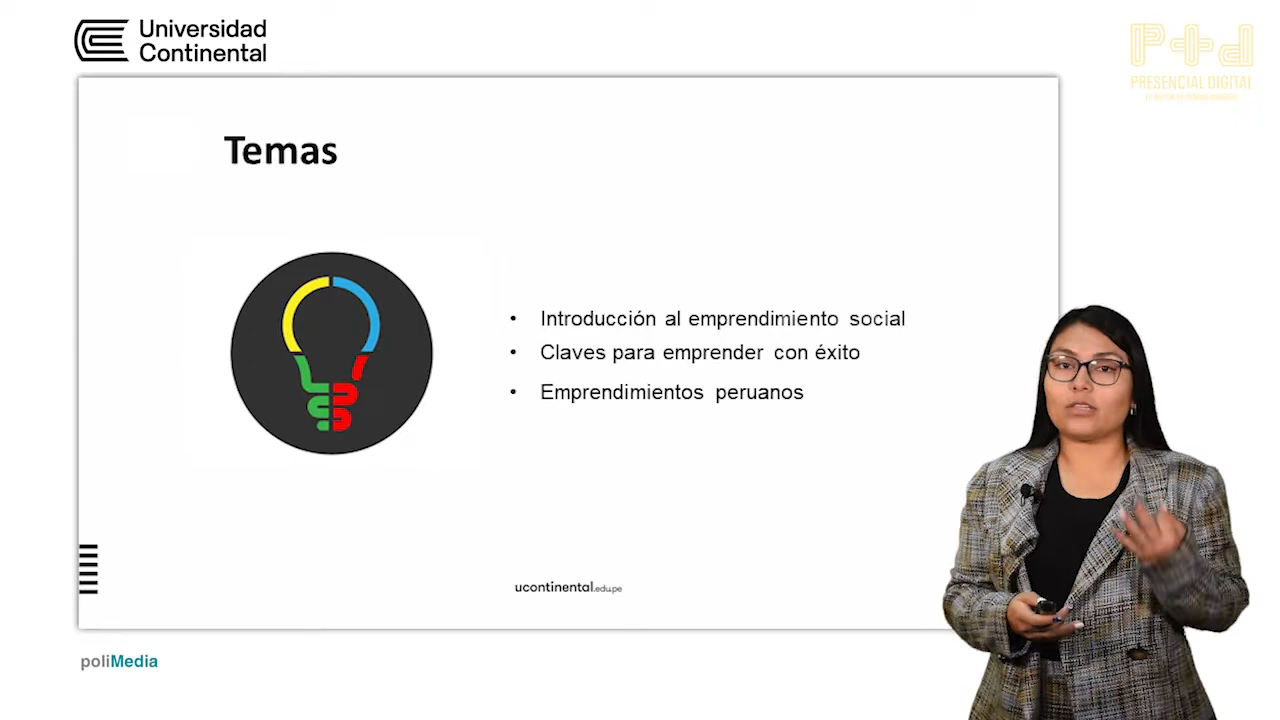 Universidad
Continental
P+d
PRESENCIAL DIGITAL
Temas
• Introducción al emprendimiento social
• Claves para emprender con éxito
• Emprendimientos peruanos
ucontinental.edu.pe
poliMedia